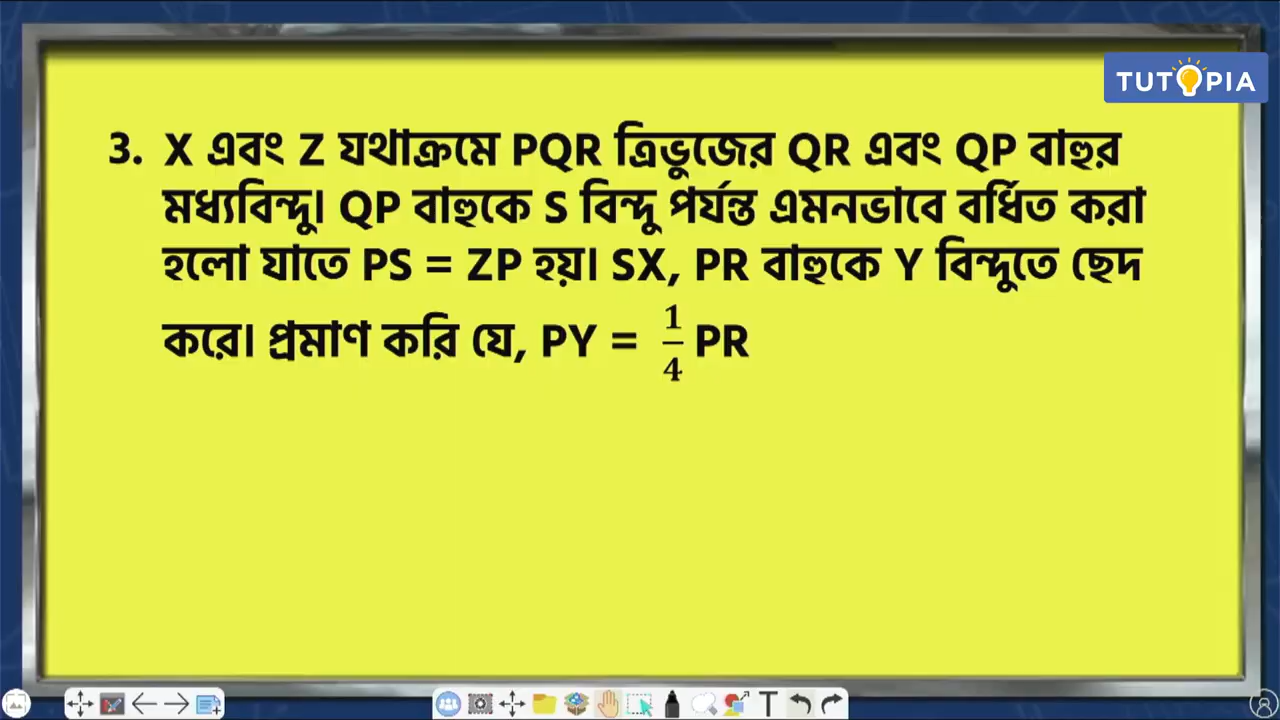 TUTOPIA
3. X এবং Z যথাক্রমে PQR ত্রিভুজের QR এবং QP বাহুর
মধ্যবিন্দু। QP বাহুকে S বিন্দু পর্যন্ত এমনভাবে বর্ধিত করা
হলো যাতে PS = ZP হয়। SX, PR বাহুকে Y বিন্দুতে ছেদ
করে। প্রমাণ করি যে, PY = 1/4 PR